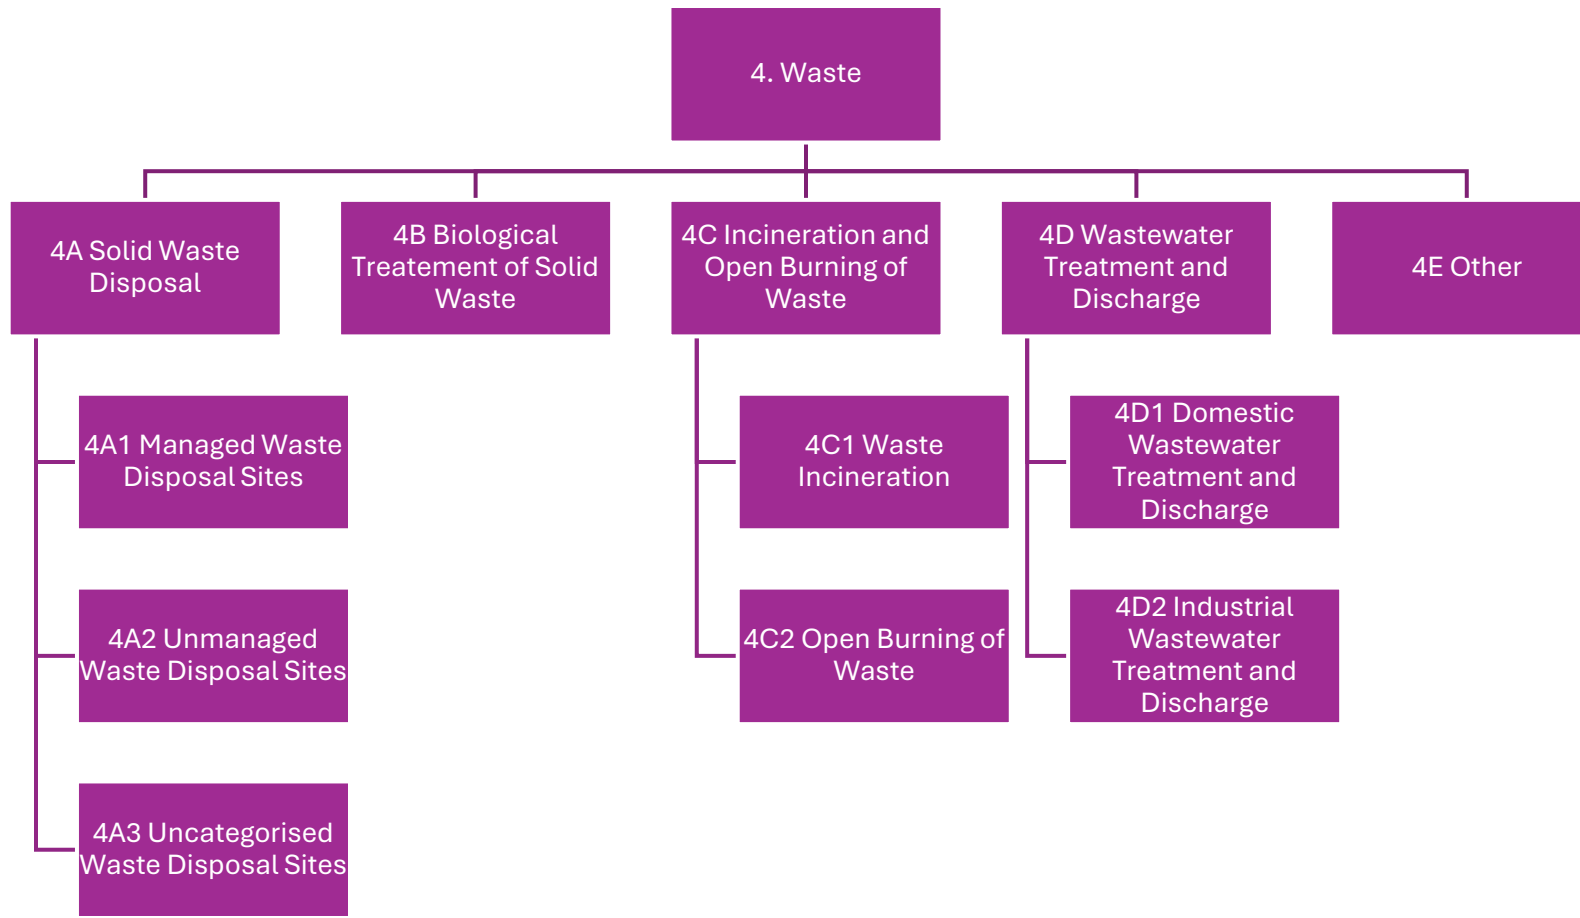 4. Waste
4A Solid Waste
Disposal
4B Biological
Treatement of Solid
Waste
4C Incineration and
Open Burning of
Waste
4D Wastewater
Treatment and
Discharge
4E Other
4A1 Managed Waste
Disposal Sites
4A2 Unmanaged
Waste Disposal Sites
4A3 Uncategorised
Waste Disposal Sites
4C1 Waste
Incineration
4C2 Open Burning of
Waste
4D1 Domestic
Wastewater
Treatment and
Discharge
4D2 Industrial
Wastewater
Treatment and
Discharge